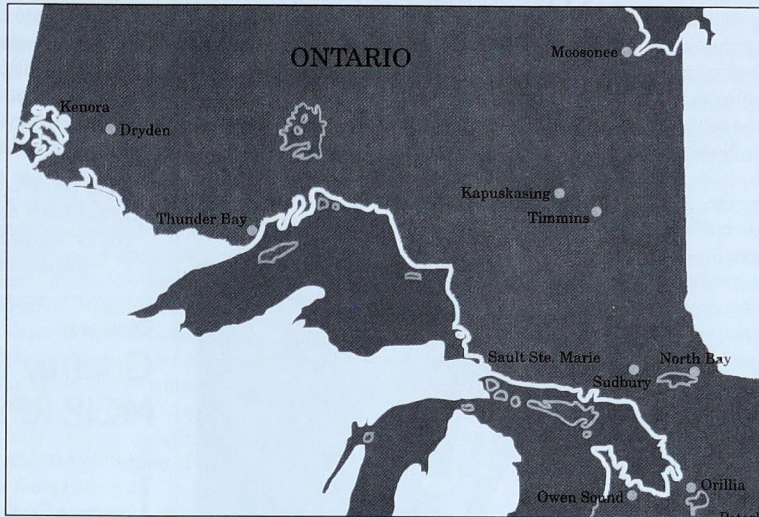 ONTARIO
Moosonee
Kenora
Dryden
Kapuskasing
Timmins
Thunder Bay
Sault Ste. Marie
North Bay
Sudbury
Orillia
Owen Sound